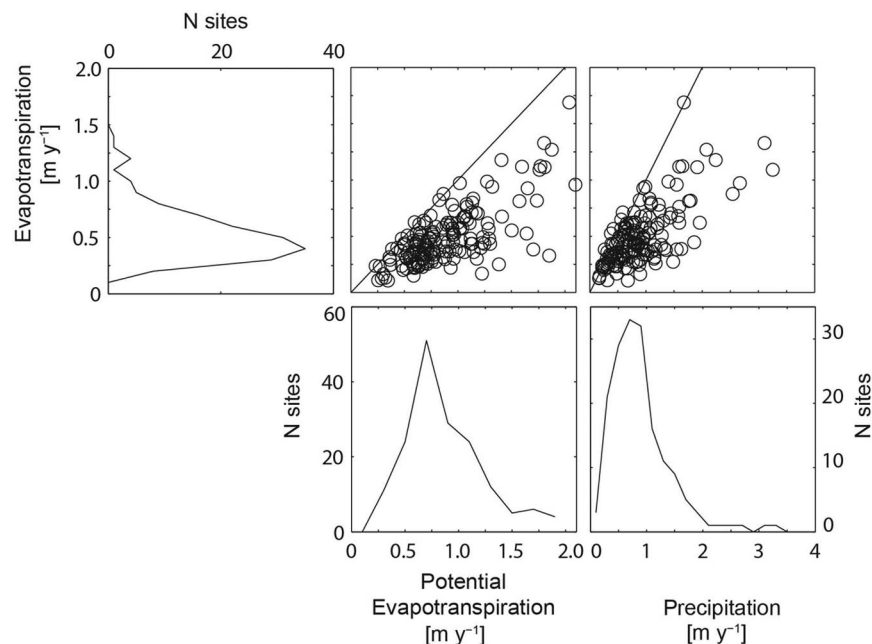 N sites
0 20 40
2.0
1.5
1.0
0.5
0
Evapotranspiration
[m y⁻¹]
60
40
20
0
N sites
30
20
10
0
N sites
0 0.5 1.0 1.5 2.0
0 1 2 3 4
Potential
Evapotranspiration
[m y⁻¹]
Precipitation
[m y⁻¹]